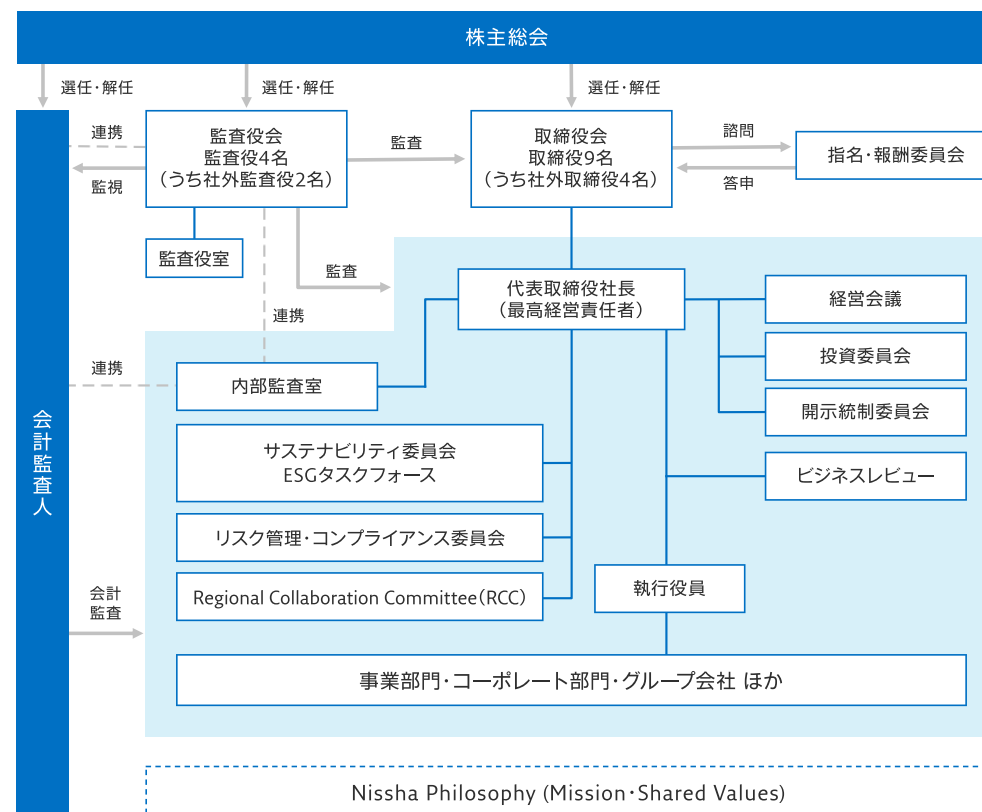 株主総会
選任・解任
選任・解任
選任・解任
連携
監視
監査役会
監査役4名
（うち社外監査役2名）
監査
取締役会
取締役9名
（うち社外取締役4名）
諮問
答申
指名・報酬委員会
監査役室
監査
連携
代表取締役社長
（最高経営責任者）
経営会議
投資委員会
開示統制委員会
連携
内部監査室
会計監査人
サステナビリティ委員会
ESGタスクフォース
ビジネスレビュー
リスク管理・コンプライアンス委員会
Regional Collaboration Committee（RCC）
執行役員
会計
監査
事業部門・コーポレート部門・グループ会社 ほか
Nissha Philosophy (Mission・Shared Values)